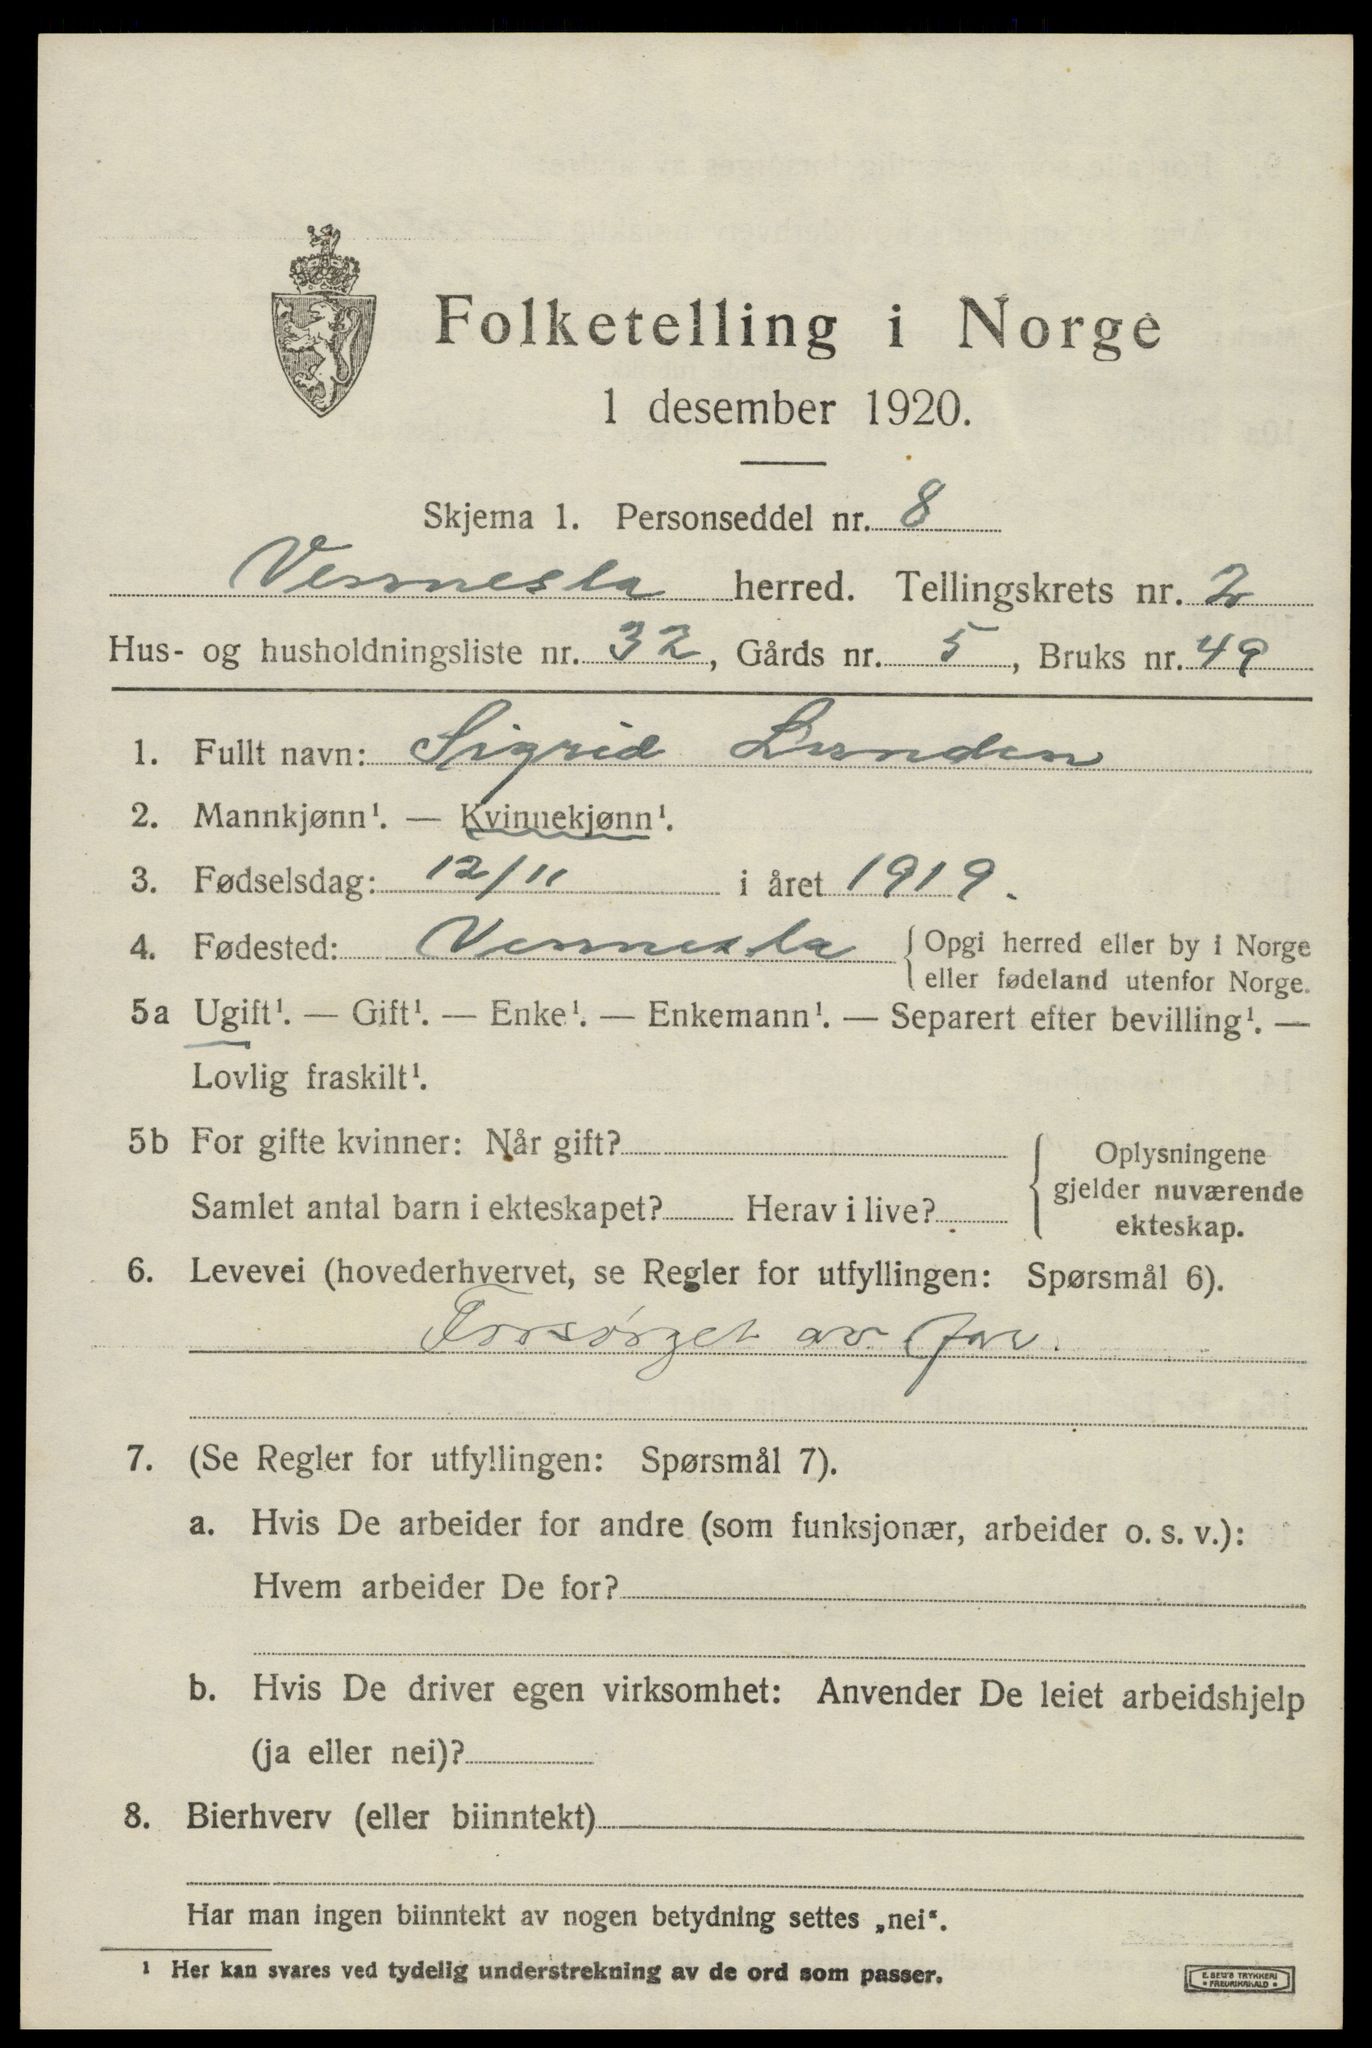 Folketelling i Norge
1 desember 1920.
Skjema 1. Personseddel nr. 8
Vennesla herred. Tellingskrets nr. 2
Hus- og husholdningsliste nr. 32, Gårds nr. 5, Bruks nr. 49
1. Fullt navn: Sigrid Lunden
2. Mannkjønn¹. — Kvinnekjønn¹.
3. Fødselsdag: 12/11 i året 1919.
4. Fødested: Vennesla { Opgi herred eller by i Norge
eller fødeland utenfor Norge.
5a Ugift¹. — Gift¹. — Enke¹. — Enkemann¹. — Separert efter bevilling¹. —
Lovlig fraskilt¹.
5b For gifte kvinner: Når gift?
Samlet antal barn i ekteskapet? Herav i live?
{ Oplysningene
gjelder nuværende
ekteskap.
6. Levevei (hovederhvervet, se Regler for utfyllingen: Spørsmål 6).
Forsørget av far.
7. (Se Regler for utfyllingen: Spørsmål 7).
a. Hvis De arbeider for andre (som funksjonær, arbeider o. s. v.):
Hvem arbeider De for?
b. Hvis De driver egen virksomhet: Anvender De leiet arbeidshjelp
(ja eller nei)?
8. Bierhverv (eller biinntekt)
Har man ingen biinntekt av nogen betydning settes „nei“.
¹ Her kan svares ved tydelig understrekning av de ord som passer.
E. SEM'S TRYKKERI
• FREDRIKSHALD •